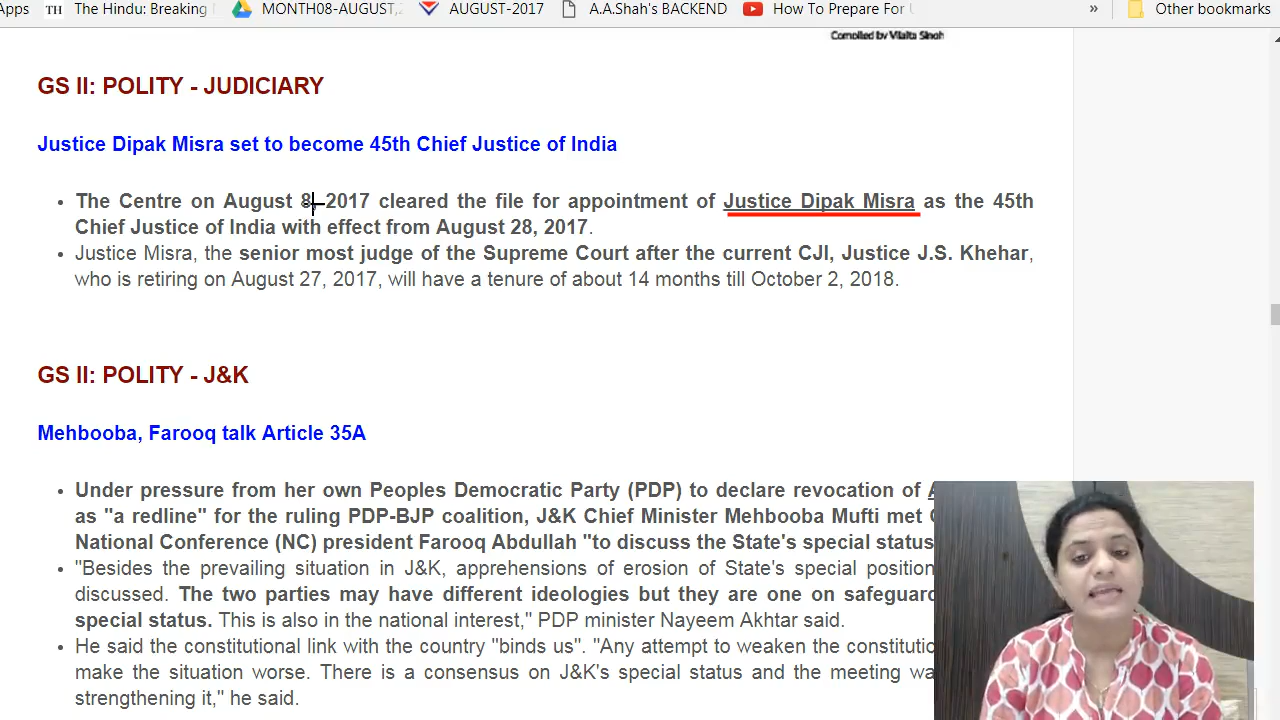 Apps TH The Hindu: Breaking MONTH08-AUGUST, AUGUST-2017 A.A.Shah's BACKEND How To Prepare For » Other bookmarks
Compiled by Vilalta Singh
GS II: POLITY - JUDICIARY
Justice Dipak Misra set to become 45th Chief Justice of India
• The Centre on August 8, 2017 cleared the file for appointment of Justice Dipak Misra as the 45th
Chief Justice of India with effect from August 28, 2017.
• Justice Misra, the senior most judge of the Supreme Court after the current CJI, Justice J.S. Khehar,
who is retiring on August 27, 2017, will have a tenure of about 14 months till October 2, 2018.
GS II: POLITY - J&K
Mehbooba, Farooq talk Article 35A
• Under pressure from her own Peoples Democratic Party (PDP) to declare revocation of
as "a redline" for the ruling PDP-BJP coalition, J&K Chief Minister Mehbooba Mufti met
National Conference (NC) president Farooq Abdullah "to discuss the State's special status
• "Besides the prevailing situation in J&K, apprehensions of erosion of State's special position
discussed. The two parties may have different ideologies but they are one on safeguar
special status. This is also in the national interest," PDP minister Nayeem Akhtar said.
• He said the constitutional link with the country "binds us". "Any attempt to weaken the constitutio
make the situation worse. There is a consensus on J&K's special status and the meeting wa
strengthening it," he said.